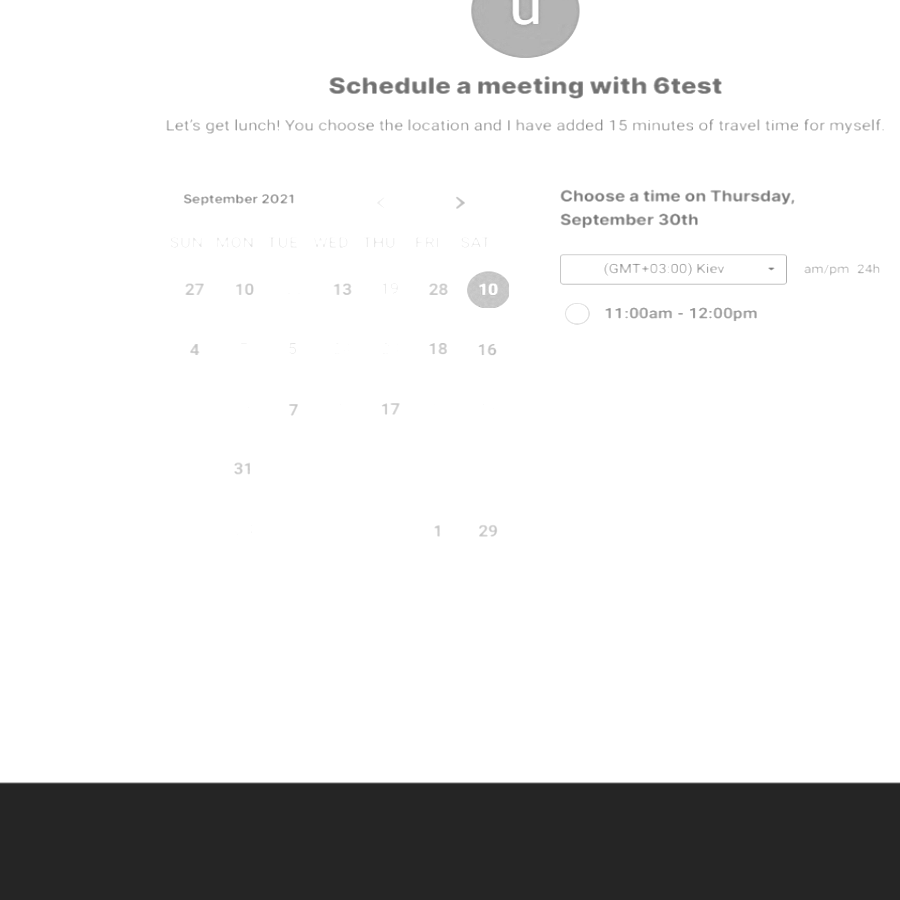 u
Schedule a meeting with 6test
Let's get lunch! You choose the location and I have added 15 minutes of travel time for myself.
September 2021
SUN MON TUE WED THU FRI SAT
27 10 13 19 28 10
4 5 18 16
7 17
31
1 29
Choose a time on Thursday,
September 30th
(GMT+03:00) Kiev am/pm 24h
11:00am - 12:00pm